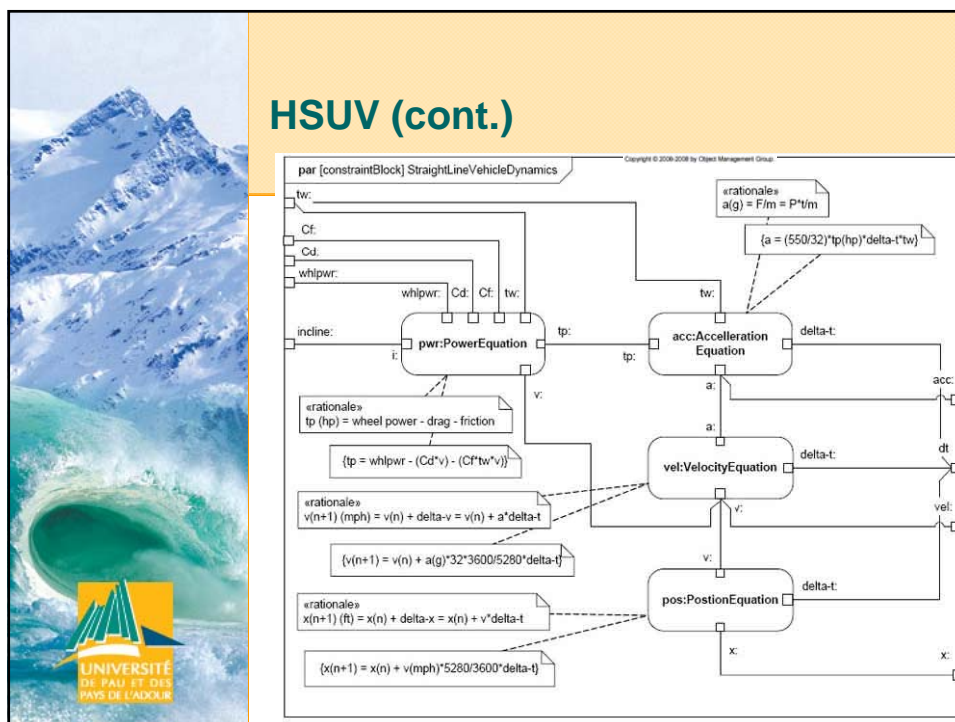 HSUV (cont.)
Copyright © 2006-2008 by Object Management Group.
par [constraintBlock] StraightLineVehicleDynamics
tw:
«rationale»
a(g) = F/m = P*t/m
{a = (550/32)*tp(hp)*delta-t*tw}
Cf:
Cd:
whlpwr:
whlpwr: Cd: Cf: tw:
tw:
incline:
i:
pwr:PowerEquation
tp:
tp:
acc:Accelleration
Equation
delta-t:
v:
a:
acc:
«rationale»
tp (hp) = wheel power - drag - friction
{tp = whlpwr - (Cd*v) - (Cf*tw*v)}
a:
vel:VelocityEquation
delta-t:
dt
«rationale»
v(n+1) (mph) = v(n) + delta-v = v(n) + a*delta-t
v:
vel:
{v(n+1) = v(n) + a(g)*32*3600/5280*delta-t}
v:
pos:PostionEquation
delta-t:
«rationale»
x(n+1) (ft) = x(n) + delta-x = x(n) + v*delta-t
{x(n+1) = x(n) + v(mph)*5280/3600*delta-t}
x:
x:
UNIVERSITÉ
DE PAU ET DES
PAYS DE L'ADOUR